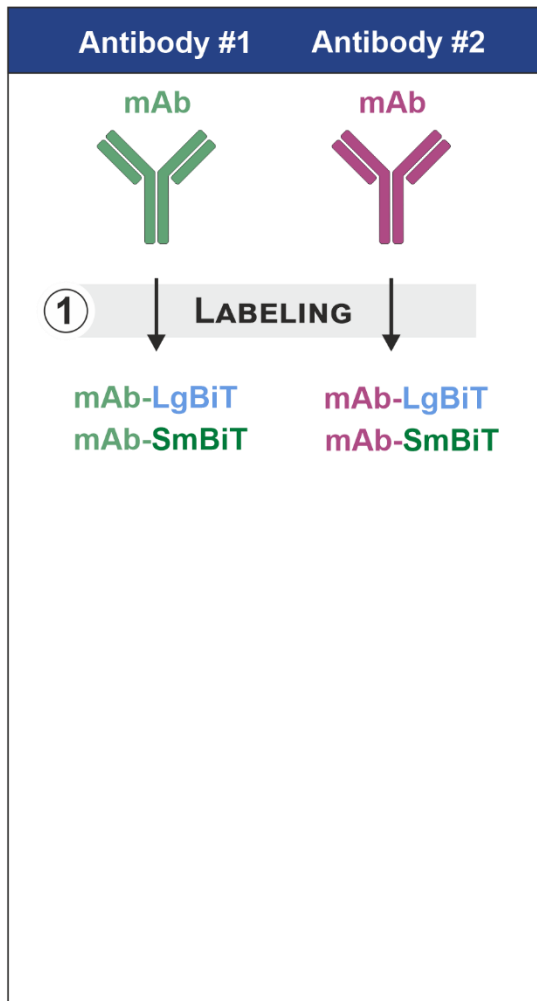 Antibody #1 Antibody #2
mAb mAb
1 LABELING
mAb-LgBiT mAb-LgBiT
mAb-SmBiT mAb-SmBiT